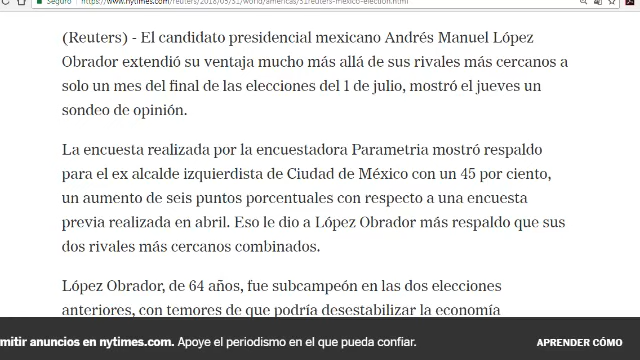 Seguro https://www.nytimes.com/reuters/2018/05/31/world/americas/31reuters-mexico-election.html
(Reuters) - El candidato presidencial mexicano Andrés Manuel López
Obrador extendió su ventaja mucho más allá de sus rivales más cercanos a
solo un mes del final de las elecciones del 1 de julio, mostró el jueves un
sondeo de opinión.
La encuesta realizada por la encuestadora Parametria mostró respaldo
para el ex alcalde izquierdista de Ciudad de México con un 45 por ciento,
un aumento de seis puntos porcentuales con respecto a una encuesta
previa realizada en abril. Eso le dio a López Obrador más respaldo que sus
dos rivales más cercanos combinados.
López Obrador, de 64 años, fue subcampeón en las dos elecciones
anteriores, con temores de que podría desestabilizar la economía
mitir anuncios en nytimes.com. Apoye el periodismo en el que pueda confiar. APRENDER CÓMO